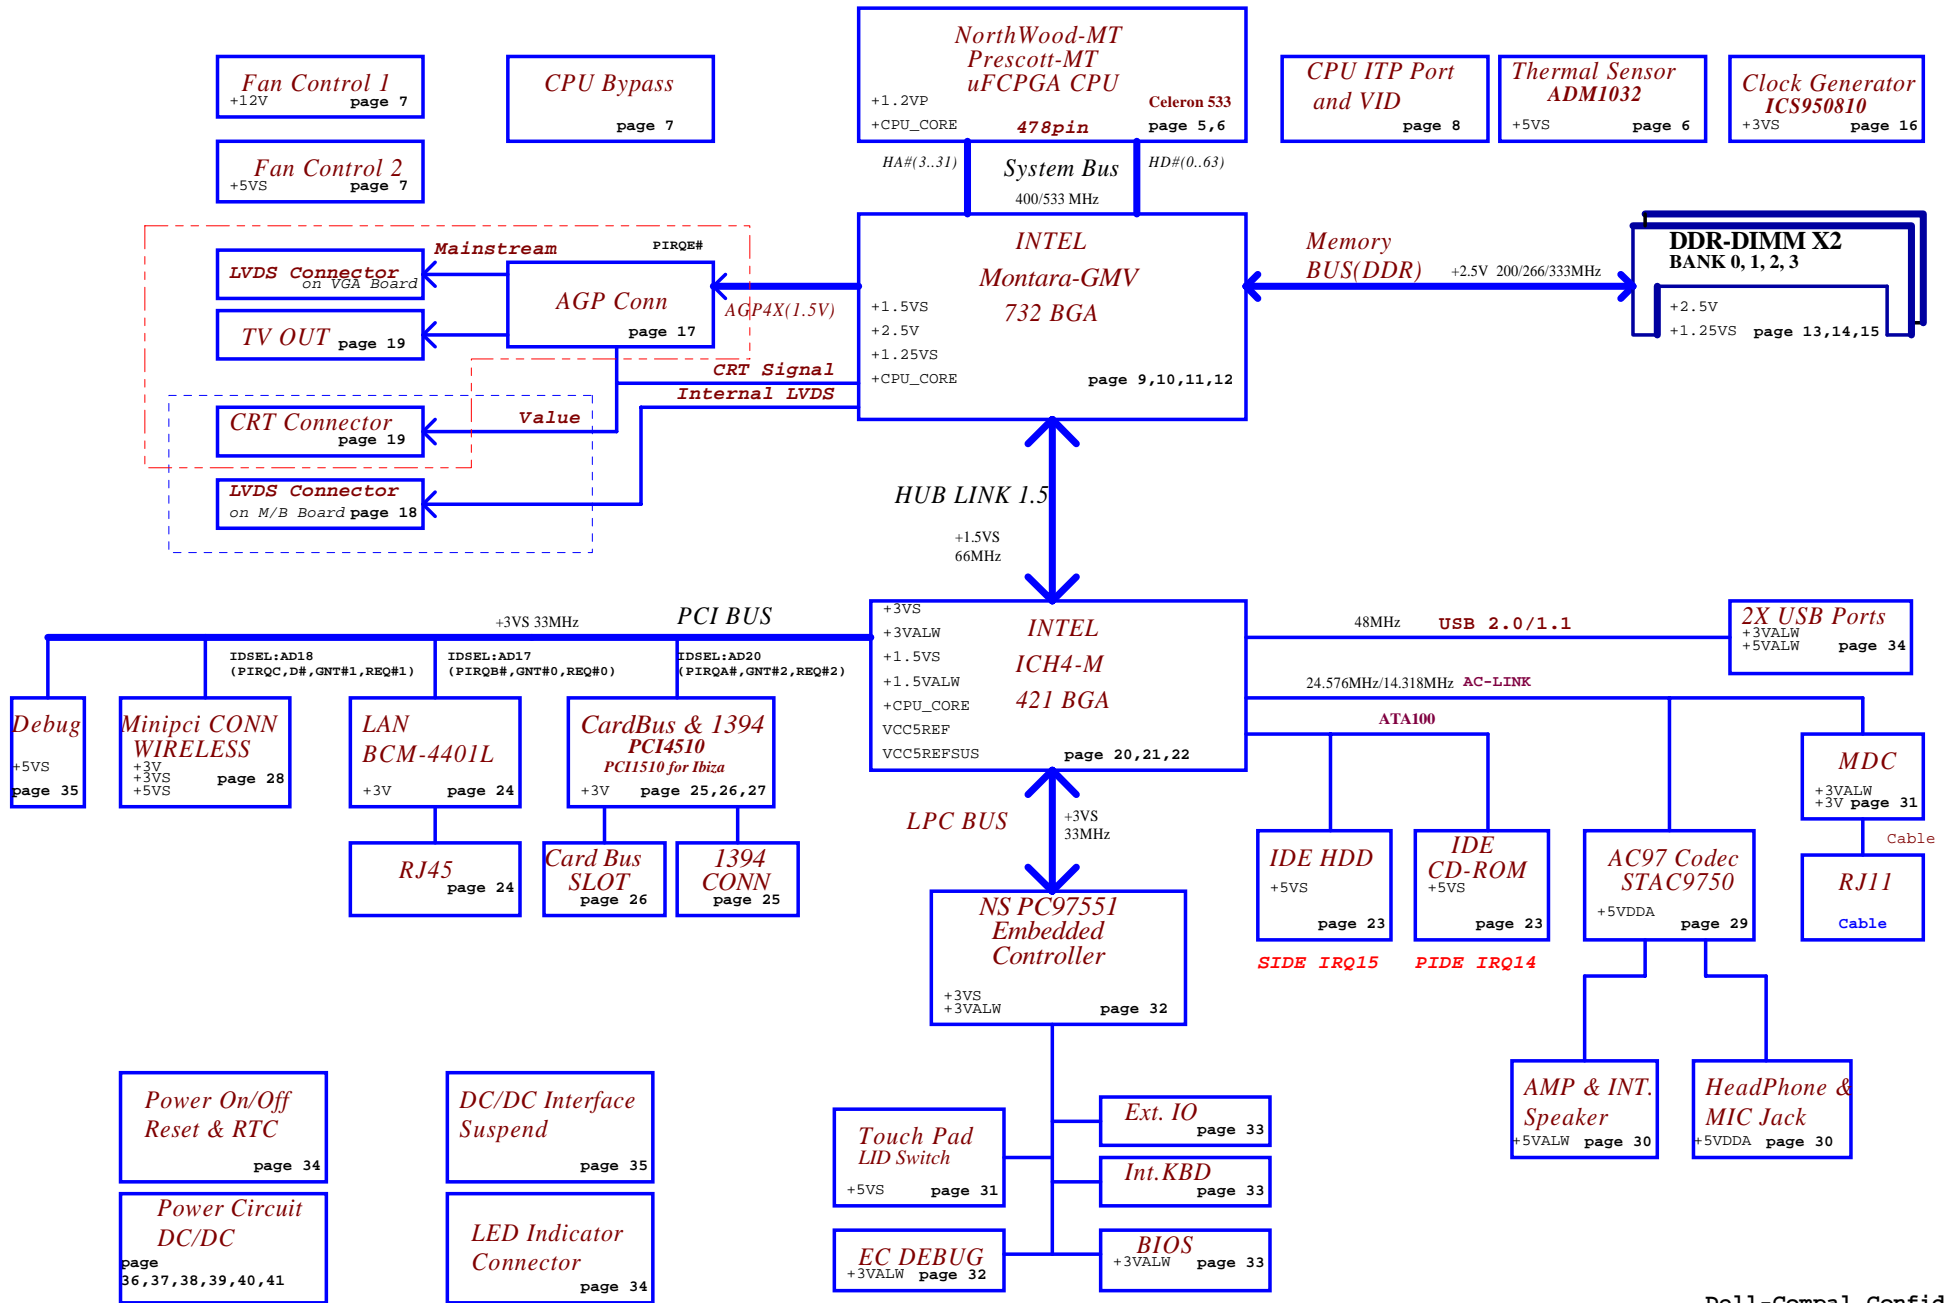 NorthWood-MT
Prescott-MT
uFCPGA CPU
+1.2VP
Celeron 533
+CPU_CORE
478pin
page 5,6
Fan Control 1
+12V
page 7
CPU Bypass
page 7
CPU ITP Port
and VID
page 8
Thermal Sensor
ADM1032
+5VS
page 6
Clock Generator
ICS950810
+3VS
page 16
Fan Control 2
+5VS
page 7
HA#(3..31)
System Bus
HD#(0..63)
400/533 MHz
Mainstream
PIRQE#
LVDS Connector
on VGA Board
AGP Conn
page 17
TV OUT
page 19
AGP4X(1.5V)
INTEL
Montara-GMV
732 BGA
+1.5VS
+2.5V
+1.25VS
+CPU_CORE
page 9,10,11,12
Memory
BUS(DDR)
+2.5V 200/266/333MHz
DDR-DIMM X2
BANK 0, 1, 2, 3
+2.5V
+1.25VS
page 13,14,15
CRT Signal
Internal LVDS
CRT Connector
page 19
Value
LVDS Connector
on M/B Board
page 18
HUB LINK 1.5
+1.5VS
66MHz
PCI BUS
+3VS 33MHz
IDSEL:AD18
(PIRQC,D#,GNT#1,REQ#1)
IDSEL:AD17
(PIRQB#,GNT#0,REQ#0)
IDSEL:AD20
(PIRQA#,GNT#2,REQ#2)
+3VS
+3VALW
+1.5VS
+1.5VALW
+CPU_CORE
VCC5REF
VCC5REFSUS
INTEL
ICH4-M
421 BGA
page 20,21,22
48MHz
USB 2.0/1.1
2X USB Ports
+3VALW
+5VALW
page 34
24.576MHz/14.318MHz
AC-LINK
ATA100
Debug
+5VS
page 35
Minipci CONN
WIRELESS
+3V
+3VS
+5VS
page 28
LAN
BCM-4401L
+3V
page 24
CardBus & 1394
PCI4510
PCI1510 for Ibiza
+3V
page 25,26,27
RJ45
page 24
Card Bus
SLOT
page 26
1394
CONN
page 25
LPC BUS
+3VS
33MHz
MDC
+3VALW
+3V
page 31
Cable
RJ11
Cable
IDE HDD
+5VS
page 23
SIDE IRQ15
IDE
CD-ROM
+5VS
page 23
PIDE IRQ14
AC97 Codec
STAC9750
+5VDDA
page 29
NS PC97551
Embedded
Controller
+3VS
+3VALW
page 32
AMP & INT.
Speaker
+5VALW
page 30
HeadPhone &
MIC Jack
+5VDDA
page 30
Power On/Off
Reset & RTC
page 34
DC/DC Interface
Suspend
page 35
Touch Pad
LID Switch
+5VS
page 31
Ext. IO
page 33
Int.KBD
page 33
Power Circuit
DC/DC
page
36,37,38,39,40,41
LED Indicator
Connector
page 34
EC DEBUG
+3VALW
page 32
BIOS
+3VALW
page 33
Dell-Compal Confid